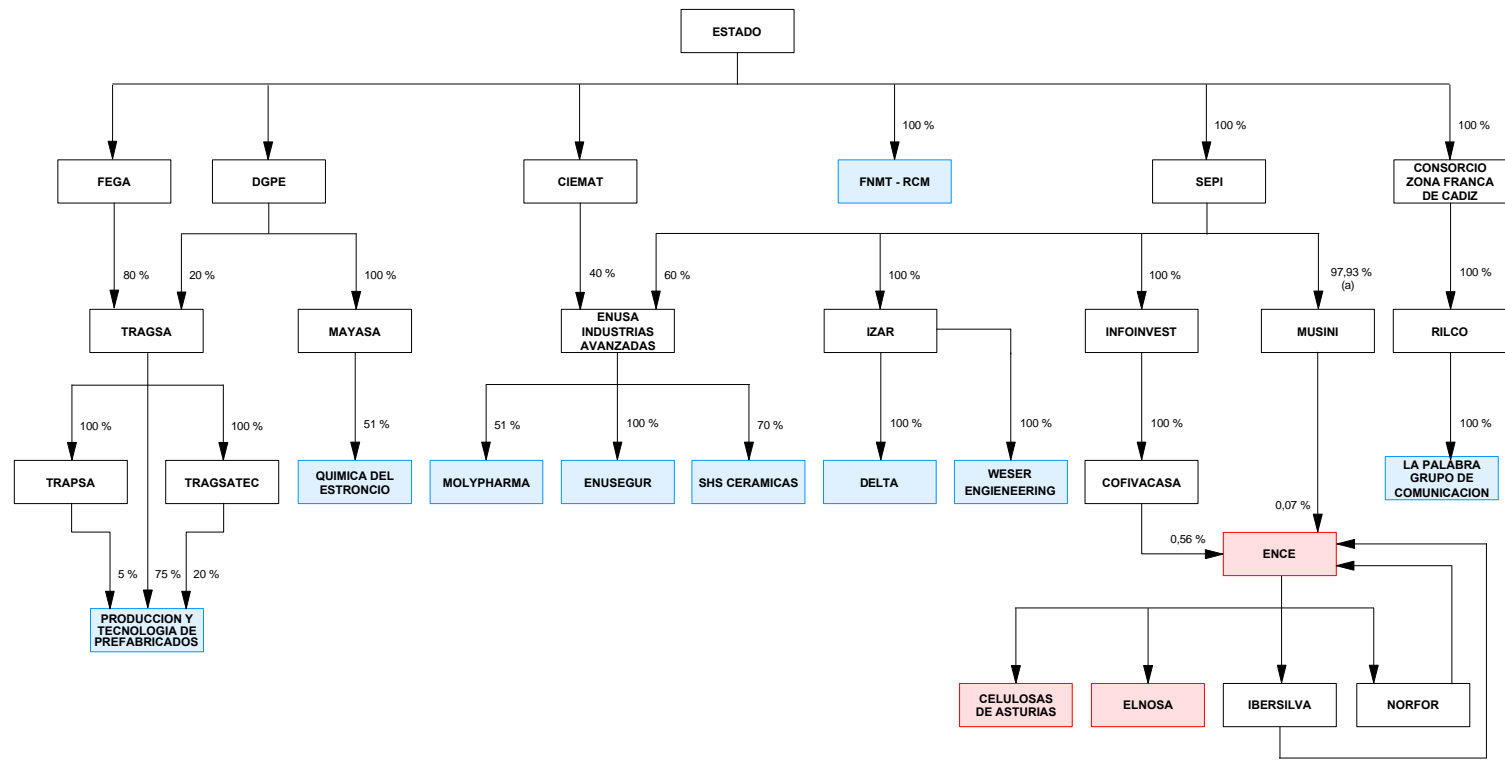 ESTADO
100 %
100 %
100 %
FEGA
DGPE
CIEMAT
FNMT - RCM
SEPI
CONSORCIO
ZONA FRANCA
DE CADIZ
80 %
20 %
100 %
40 %
60 %
100 %
100 %
97,93 %
(a)
100 %
TRAGSA
MAYASA
ENUSA
INDUSTRIAS
AVANZADAS
IZAR
INFOINVEST
MUSINI
RILCO
100 %
100 %
51 %
51 %
100 %
70 %
100 %
100 %
100 %
100 %
TRAPSA
TRAGSATEC
QUIMICA DEL
ESTRONCIO
MOLYPHARMA
ENUSEGUR
SHS CERAMICAS
DELTA
WESER
ENGIENEERING
COFIVACASA
LA PALABRA
GRUPO DE
COMUNICACION
0,07 %
0,56 %
ENCE
5 %
75 %
20 %
PRODUCCION Y
TECNOLOGIA DE
PREFABRICADOS
CELULOSAS
DE ASTURIAS
ELNOSA
IBERSILVA
NORFOR